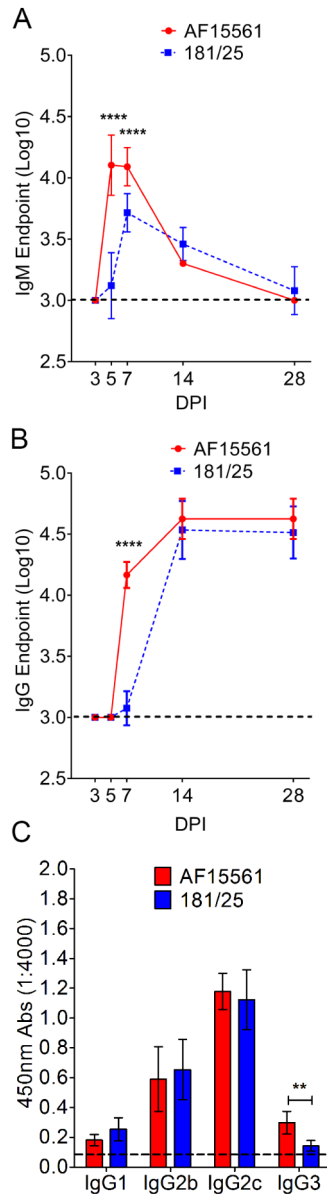 A
AF15561
181/25
IgM Endpoint (Log10)
5.0
4.5
4.0
3.5
3.0
2.5
****
****
3 5 7 14 28
DPI
B
AF15561
181/25
IgG Endpoint (Log10)
5.0
4.5
4.0
3.5
3.0
2.5
****
3 5 7 14 28
DPI
C
AF15561
181/25
450nm Abs (1:4000)
2.0
1.8
1.6
1.4
1.2
1.0
0.8
0.6
0.4
0.2
0.0
**
IgG1 IgG2b IgG2c IgG3